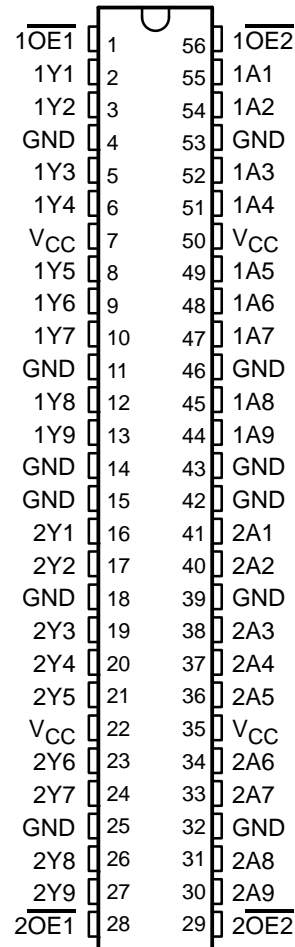 1OE1 1 56 1OE2
1Y1 2 55 1A1
1Y2 3 54 1A2
GND 4 53 GND
1Y3 5 52 1A3
1Y4 6 51 1A4
VCC 7 50 VCC
1Y5 8 49 1A5
1Y6 9 48 1A6
1Y7 10 47 1A7
GND 11 46 GND
1Y8 12 45 1A8
1Y9 13 44 1A9
GND 14 43 GND
GND 15 42 GND
2Y1 16 41 2A1
2Y2 17 40 2A2
GND 18 39 GND
2Y3 19 38 2A3
2Y4 20 37 2A4
2Y5 21 36 2A5
VCC 22 35 VCC
2Y6 23 34 2A6
2Y7 24 33 2A7
GND 25 32 GND
2Y8 26 31 2A8
2Y9 27 30 2A9
2OE1 28 29 2OE2